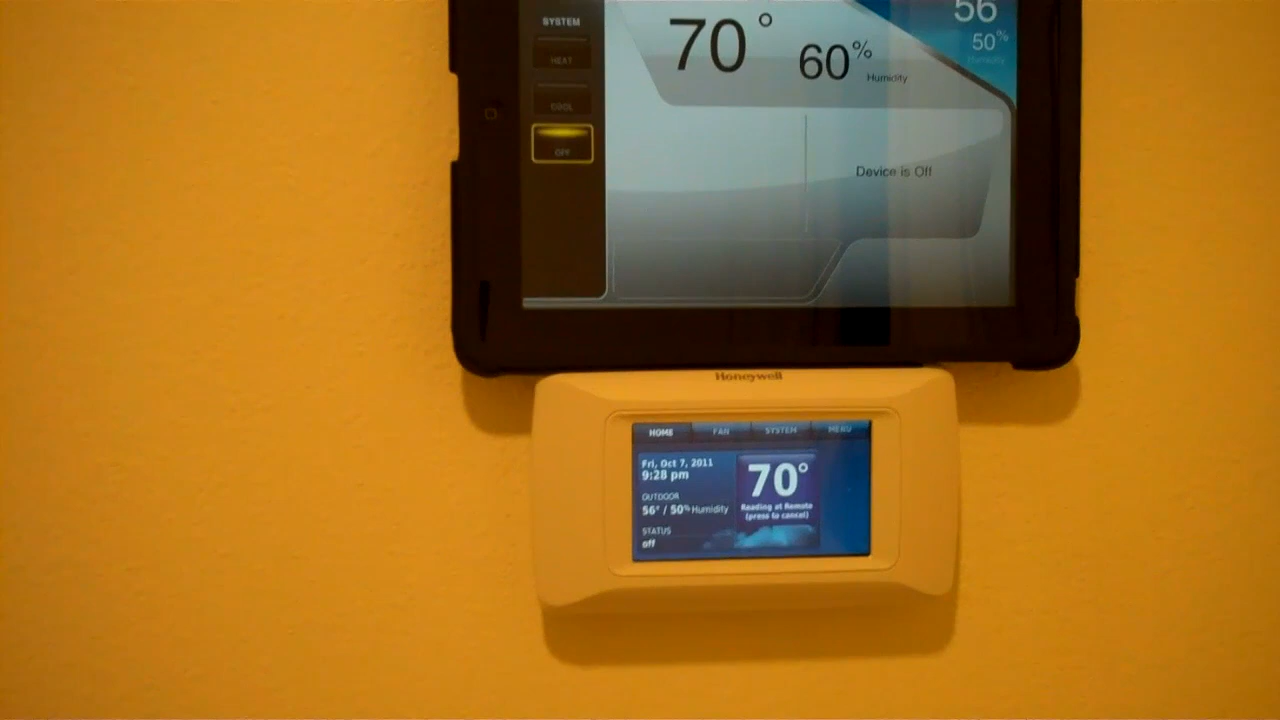 SYSTEM
HEAT
COOL
OFF
70°
60%
Humidity
56
50%
Humidity
Device is Off
Honeywell
HOME FAN SYSTEM MENU
Fri, Oct 7, 2011
9:28 pm
OUTDOOR
56° / 50% Humidity
STATUS
off
70°
Reading at Remote
(press to cancel)